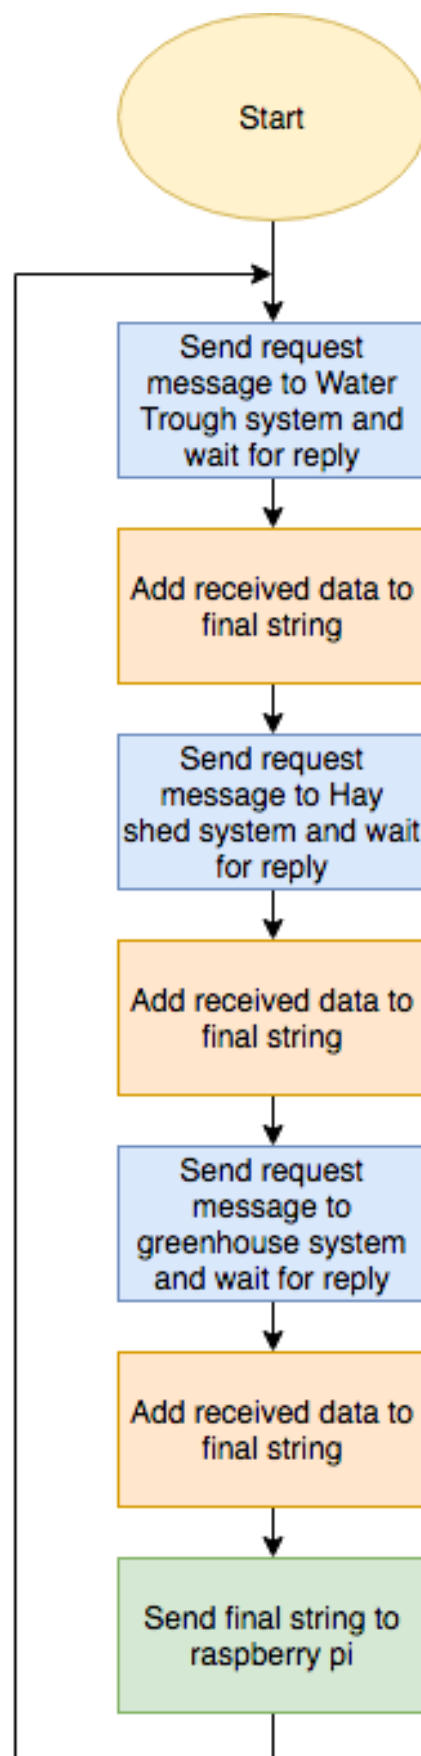 Start
Send request
message to Water
Trough system and
wait for reply
Add received data to
final string
Send request
message to Hay
shed system and wait
for reply
Add received data to
final string
Send request
message to
greenhouse system
and wait for reply
Add received data to
final string
Send final string to
raspberry pi